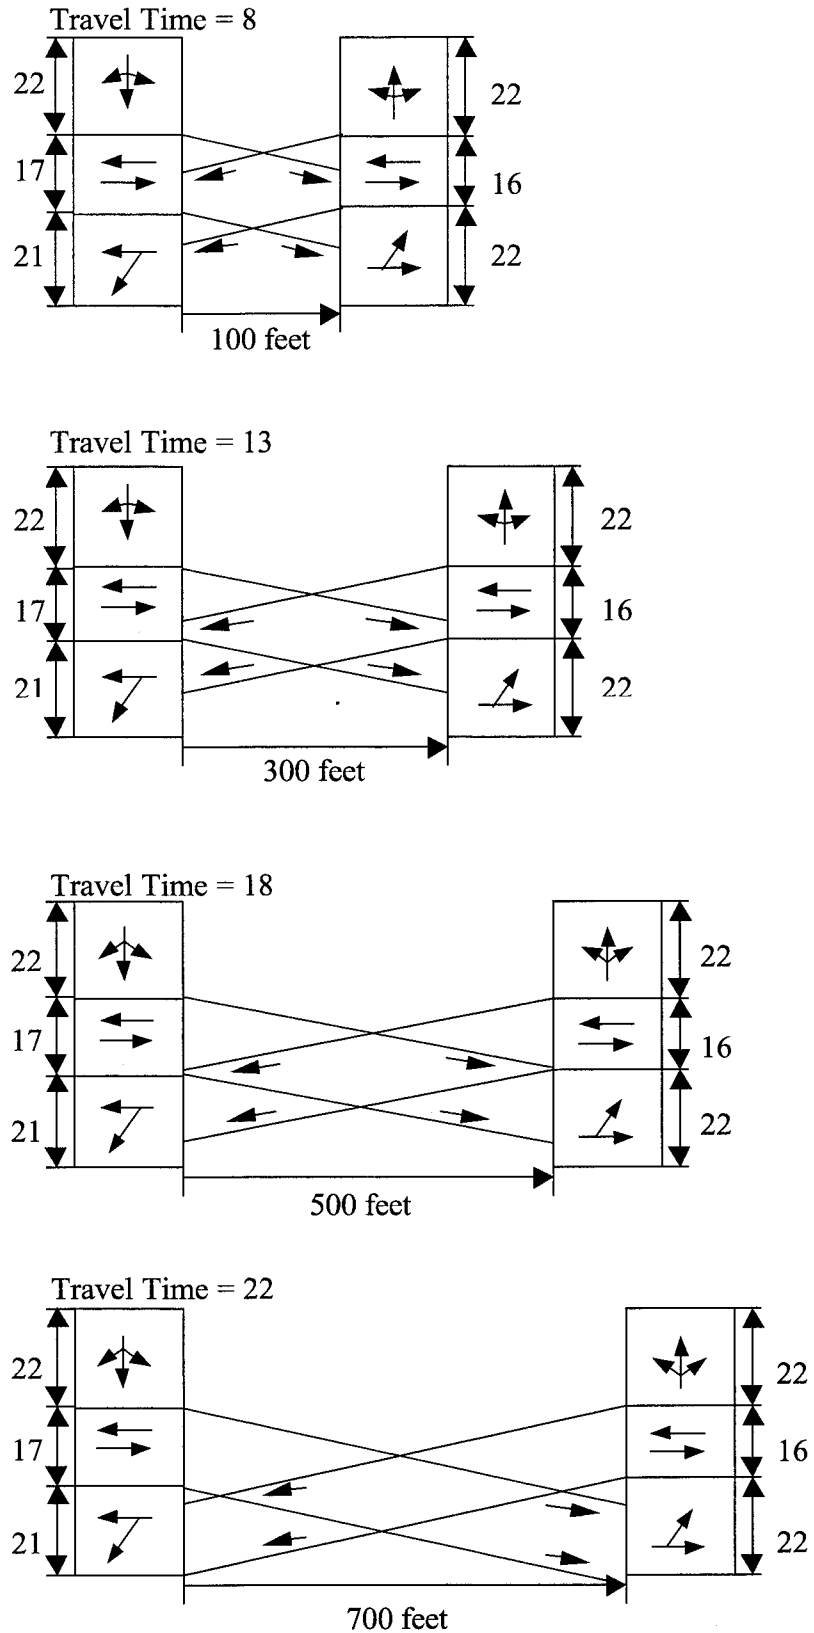 Travel Time = 8
22 22
17 16
21 22
100 feet
Travel Time = 13
22 22
17 16
21 22
300 feet
Travel Time = 18
22 22
17 16
21 22
500 feet
Travel Time = 22
22 22
17 16
21 22
700 feet